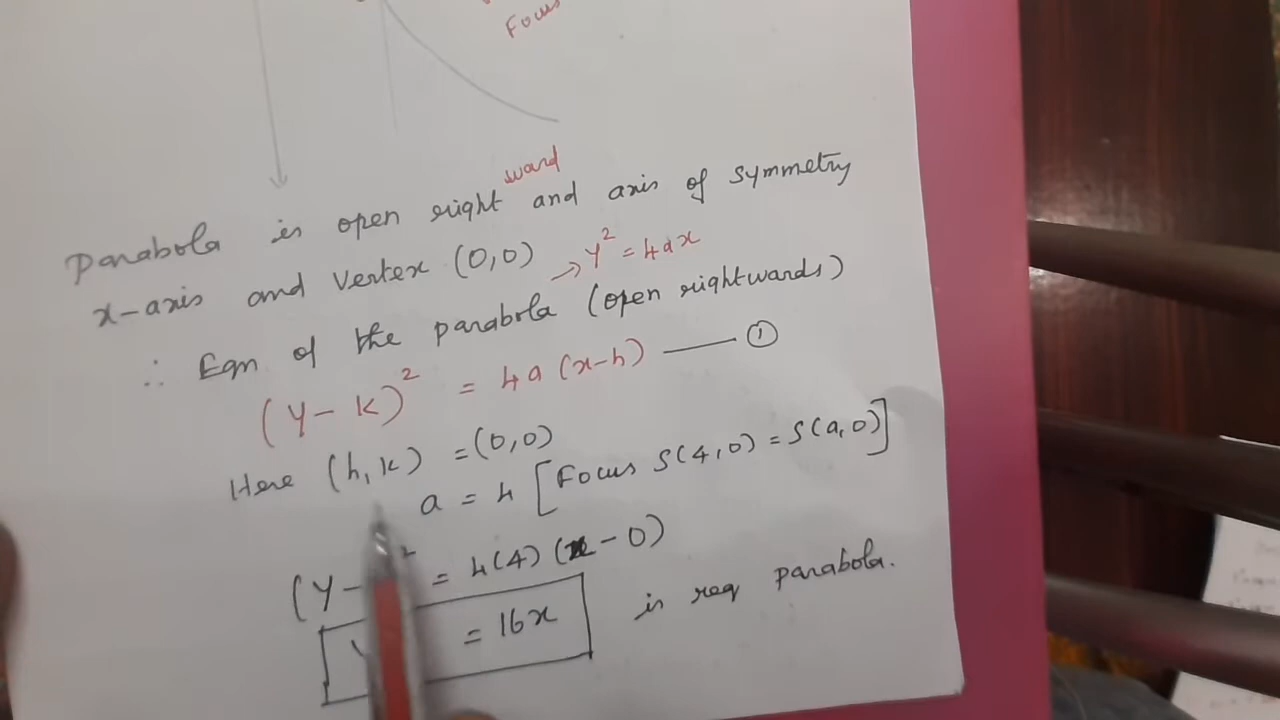 Focus
Parabola is open rightward and axis of symmetry
x-axis and vertex (0,0) → y² = 4ax
∴ Eqn of the parabola (open rightwards)
(y - k)² = 4a (x-h) —— ①
Here (h, k) = (0,0)
a = 4 [Focus S(4,0) = S(a,0)]
(y- ² = 4(4) (x - 0)
= 16x is req parabola.